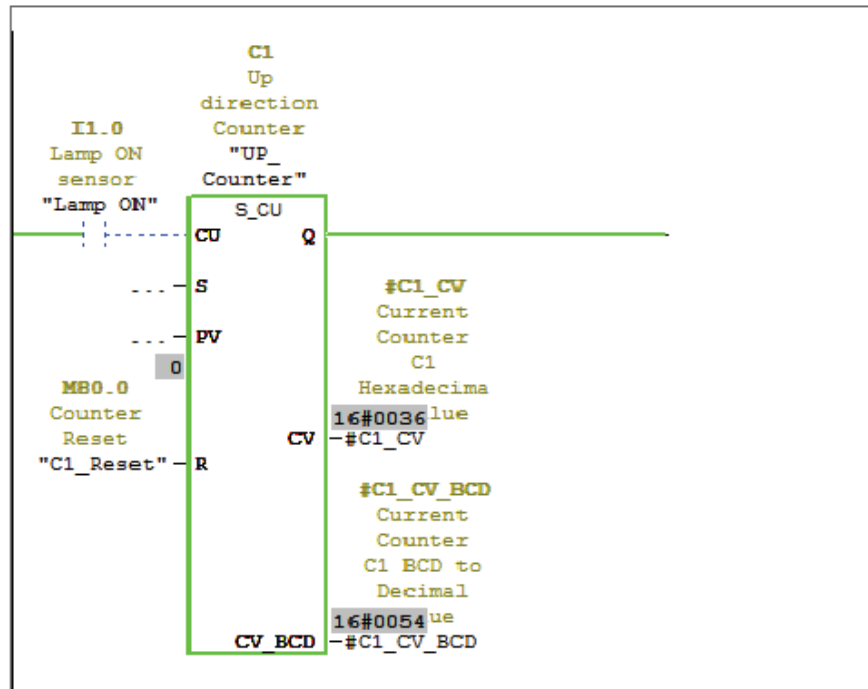 C1
Up
direction
Counter
"UP_
Counter"
I1.0
Lamp ON
sensor
"Lamp ON"
S_CU
CU
Q
... S
... PV
0
M80.0
Counter
Reset
"C1_Reset"
R
#C1_CV
Current
Counter
C1
Hexadecima
16#0036 lue
CV
#C1_CV
#C1_CV_BCD
Current
Counter
C1 BCD to
Decimal
16#0054 ue
CV_BCD
#C1_CV_BCD